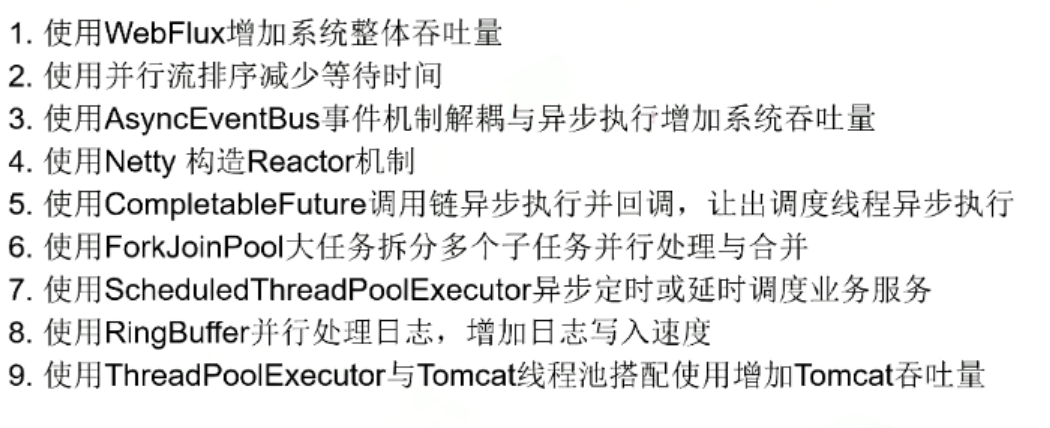 1. 使用WebFlux增加系统整体吞吐量
2. 使用并行流排序减少等待时间
3. 使用AsyncEventBus事件机制解耦与异步执行增加系统吞吐量
4. 使用Netty 构造Reactor机制
5. 使用CompletableFuture调用链异步执行并回调，让出调度线程异步执行
6. 使用ForkJoinPool大任务拆分多个子任务并行处理与合并
7. 使用ScheduledThreadPoolExecutor异步定时或延时调度业务服务
8. 使用RingBuffer并行处理日志，增加日志写入速度
9. 使用ThreadPoolExecutor与Tomcat线程池搭配使用增加Tomcat吞吐量